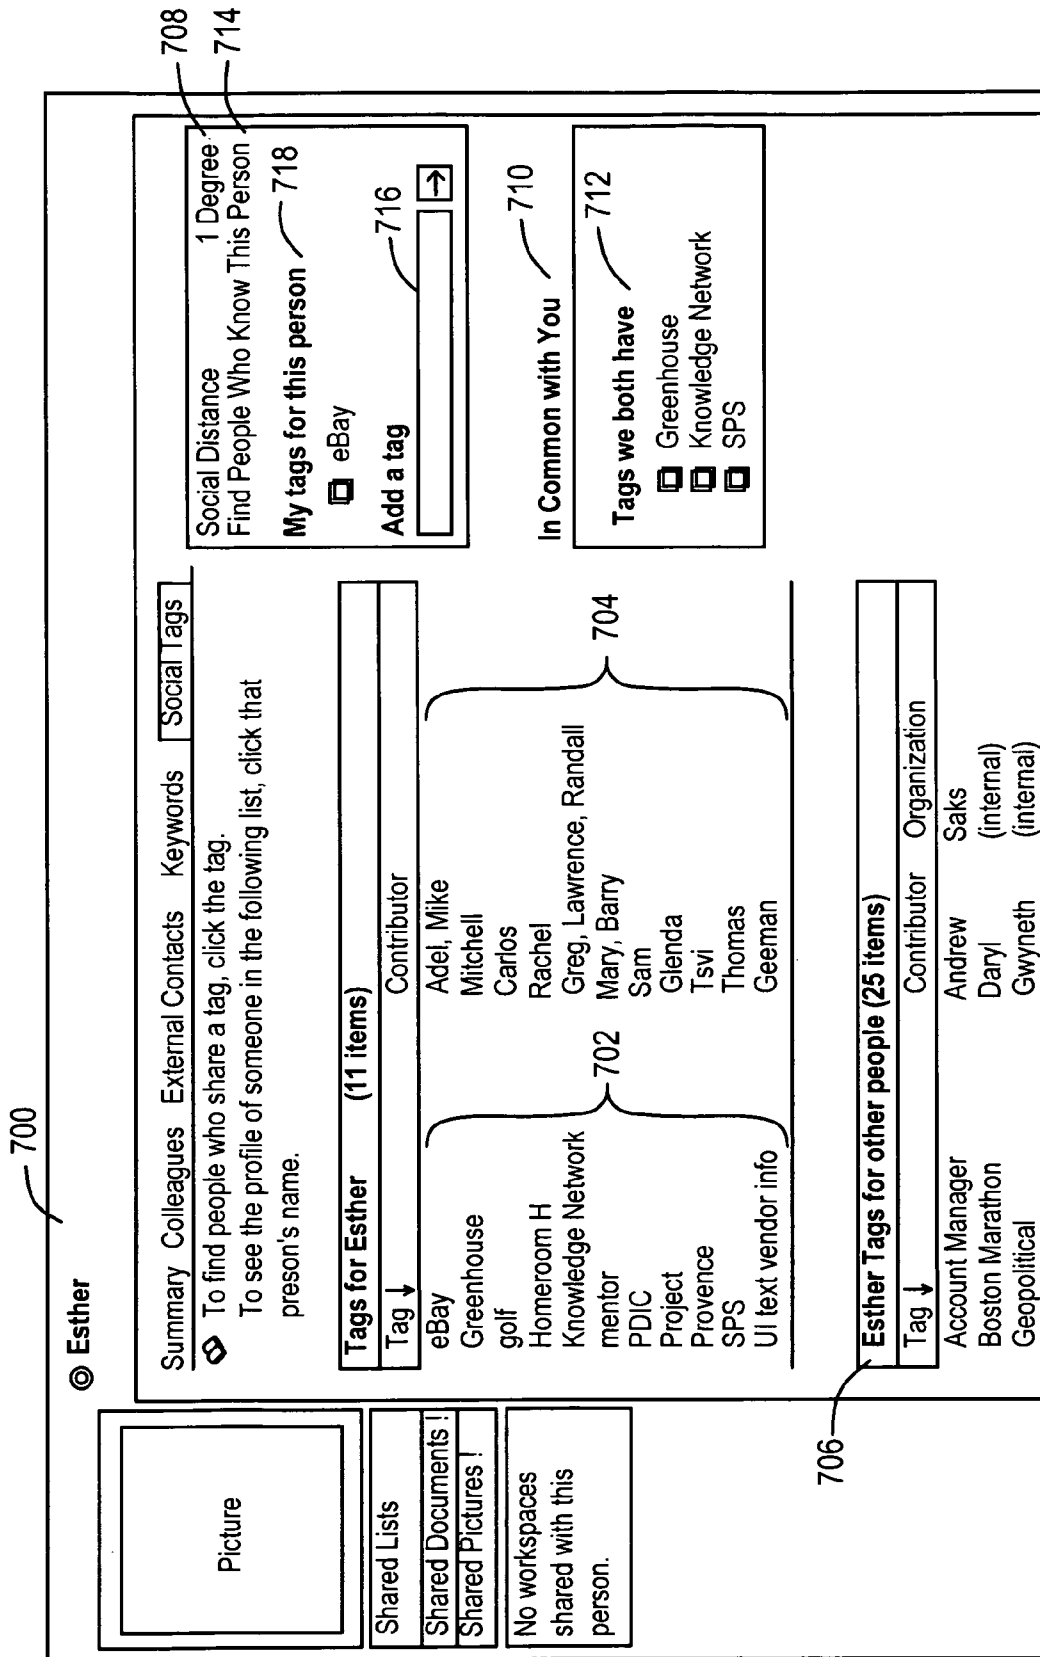 700
Esther
Picture
Shared Lists
Shared Documents !
Shared Pictures !
No workspaces
shared with this
person.
Summary Colleagues External Contacts Keywords Social Tags
To find people who share a tag, click the tag.
To see the profile of someone in the following list, click that
preson's name.
Tags for Esther (11 items)
Tag ↓ Contributor
eBay Adel, Mike
Greenhouse Mitchell
golf Carlos
Homeroom H Rachel
Knowledge Network Greg, Lawrence, Randall
mentor Mary, Barry
PDIC Sam
Project Glenda
Provence Tsvi
SPS Thomas
UI text vendor info Geeman
702
704
706
Esther Tags for other people (25 items)
Tag ↓ Contributor Organization
Account Manager Andrew Saks
Boston Marathon Daryl (internal)
Geopolitical Gwyneth (internal)
Social Distance 1 Degree 708
Find People Who Know This Person 714
My tags for this person 718
eBay
Add a tag 716
→
In Common with You 710
Tags we both have 712
Greenhouse
Knowledge Network
SPS